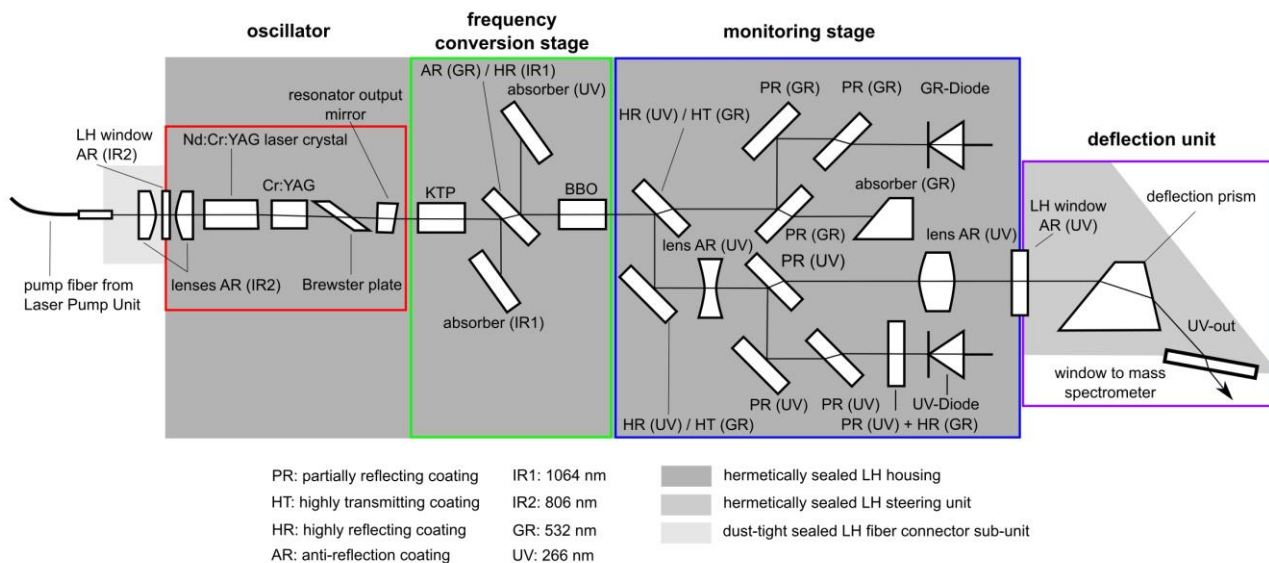 oscillator
frequency
conversion stage
monitoring stage
deflection unit
AR (GR) / HR (IR1)
absorber (UV)
resonator output
mirror
LH window
AR (IR2)
Nd:Cr:YAG laser crystal
Cr:YAG
KTP
BBO
pump fiber from
Laser Pump Unit
lenses AR (IR2)
Brewster plate
absorber (IR1)
PR (GR)
PR (GR)
GR-Diode
HR (UV) / HT (GR)
absorber (GR)
PR (GR)
lens AR (UV)
PR (UV)
lens AR (UV)
LH window
AR (UV)
deflection prism
UV-out
window to mass
spectrometer
PR (UV)
PR (UV)
UV-Diode
HR (UV) / HT (GR)
PR (UV) + HR (GR)
PR: partially reflecting coating
HT: highly transmitting coating
HR: highly reflecting coating
AR: anti-reflection coating
IR1: 1064 nm
IR2: 806 nm
GR: 532 nm
UV: 266 nm
hermetically sealed LH housing
hermetically sealed LH steering unit
dust-tight sealed LH fiber connector sub-unit